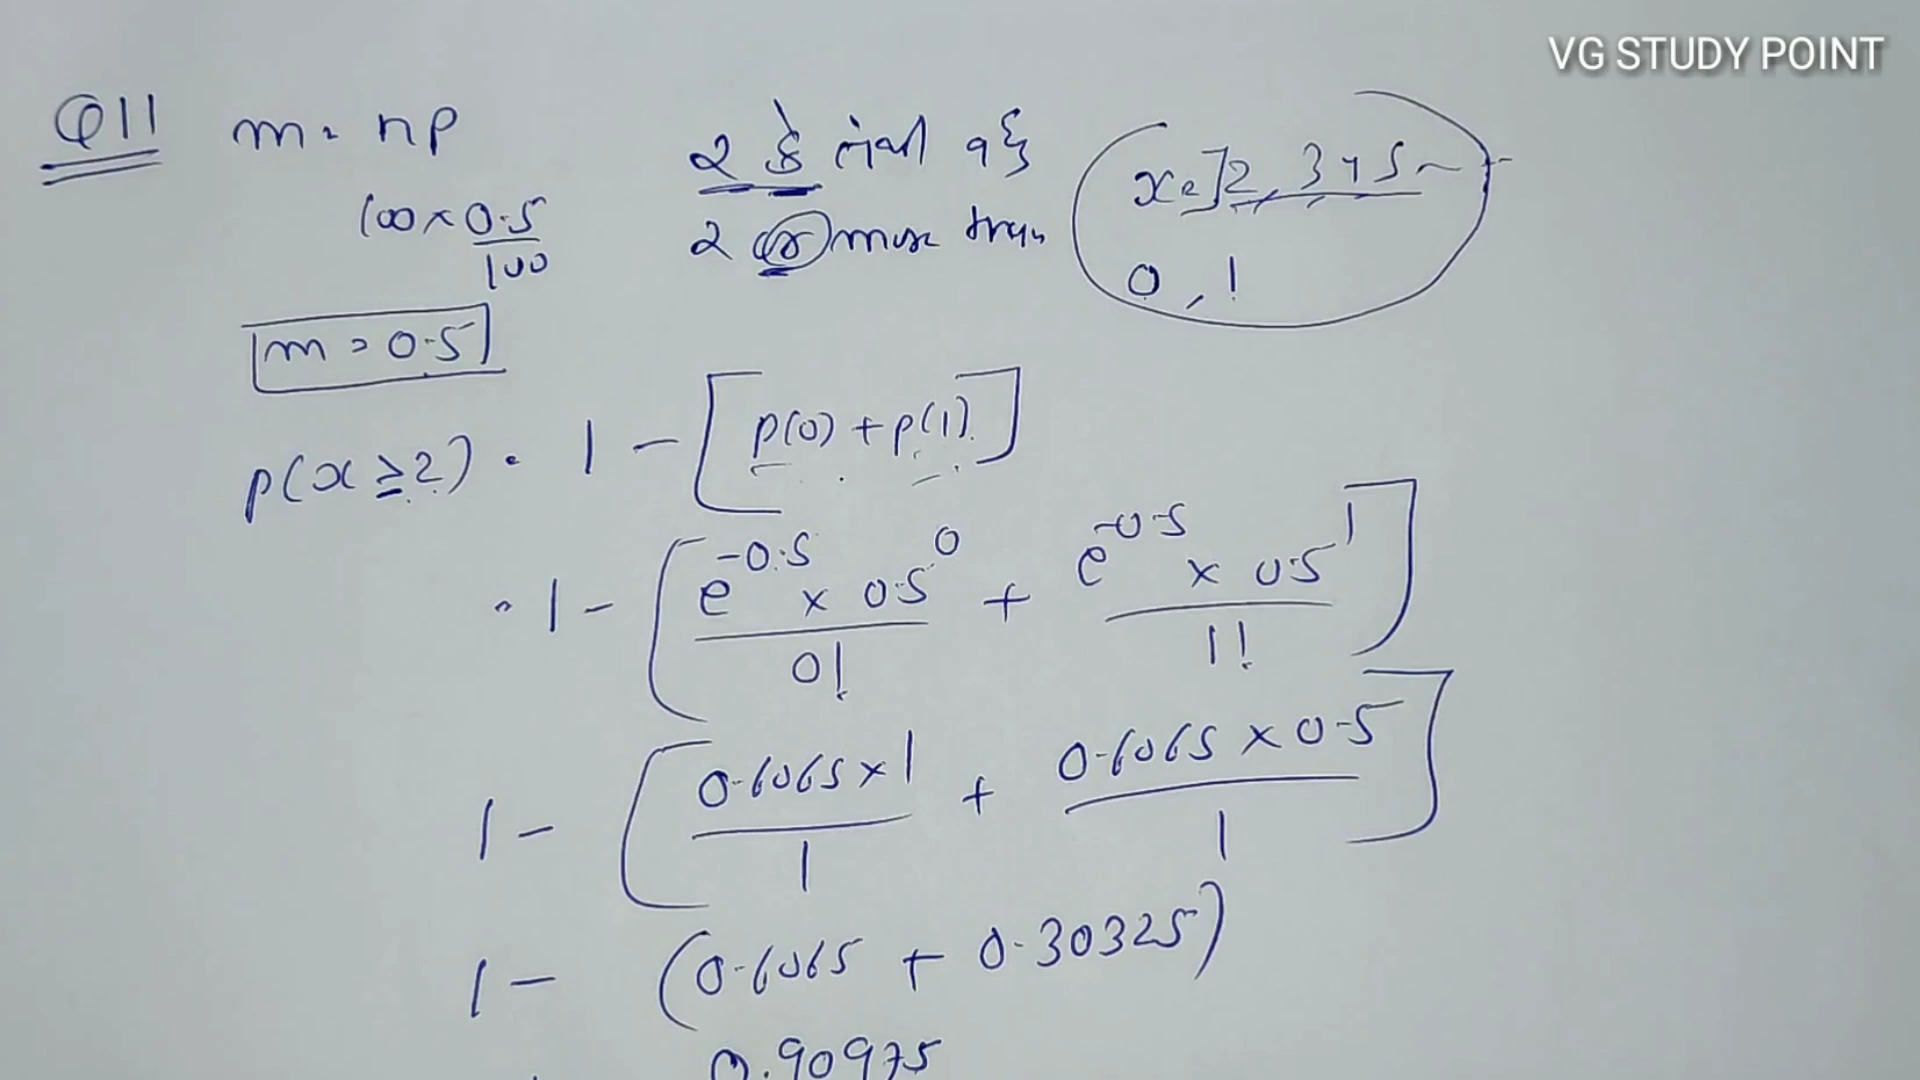 VG STUDY POINT
Q11 m = np
100 × 0.5
100
m = 0.5
2 કે તેથી વધુ
2 or more than
x = 2, 3 4 5
0, 1
p(x ≥ 2) = 1 - [p(0) + p(1)]
= 1 - [e^-0.5 × 0.5^0 / 0! + e^-0.5 × 0.5^1 / 1!]
1 - [0.6065 × 1 / 1 + 0.6065 × 0.5 / 1]
1 - (0.6065 + 0.30325)
0.90975